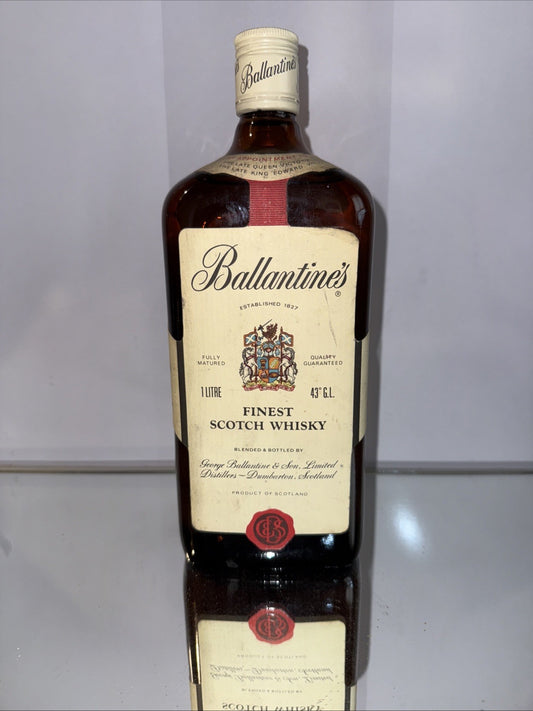 Ballantine's
APPOINTMENT
THE LATE QUEEN VICTORIA
THE LATE KING EDWARD
Ballantine's ®
ESTABLISHED 1827
FULLY MATURED
QUALITY GUARANTEED
1 LITRE
43° G.L.
FINEST
SCOTCH WHISKY
BLENDED & BOTTLED BY
George Ballantine & Son, Limited
Distillers – Dumbarton, Scotland
PRODUCT OF SCOTLAND